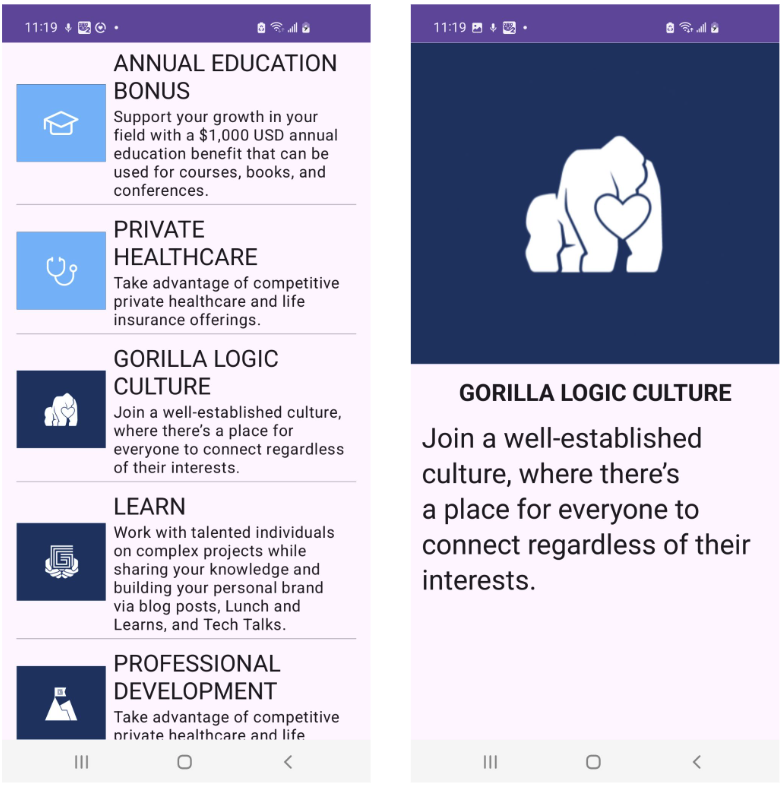 11:19
ANNUAL EDUCATION
BONUS
Support your growth in your
field with a $1,000 USD annual
education benefit that can be
used for courses, books, and
conferences.
PRIVATE
HEALTHCARE
Take advantage of competitive
private healthcare and life
insurance offerings.
GORILLA LOGIC
CULTURE
Join a well-established culture,
where there’s a place for
everyone to connect regardless
of their interests.
LEARN
Work with talented individuals
on complex projects while
sharing your knowledge and
building your personal brand
via blog posts, Lunch and
Learns, and Tech Talks.
PROFESSIONAL
DEVELOPMENT
Take advantage of competitive
private healthcare and life
11:19
GORILLA LOGIC CULTURE
Join a well-established
culture, where there’s
a place for everyone to
connect regardless of their
interests.